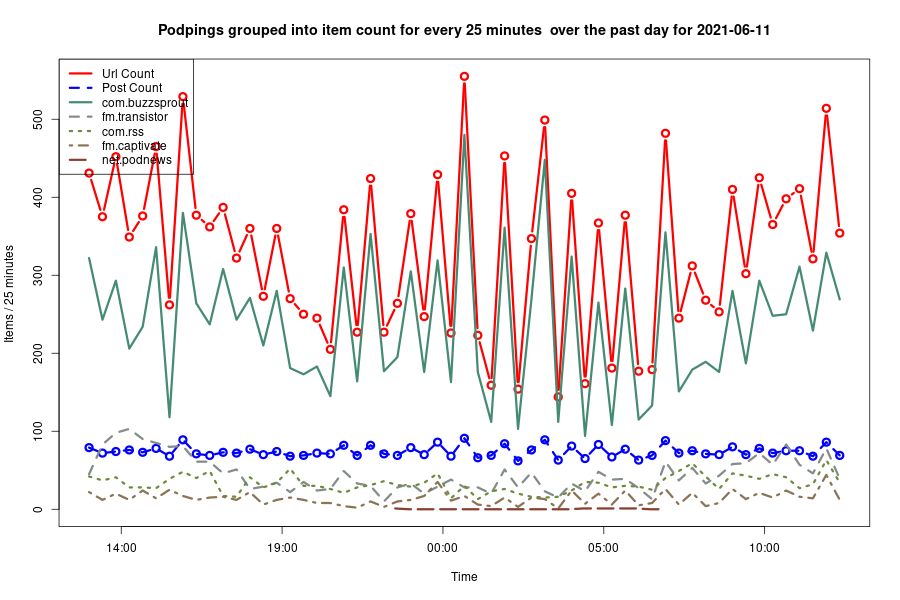 Podpings grouped into item count for every 25 minutes  over the past day for 2021-06-11
Url Count
Post Count
com.buzzsprout
fm.transistor
com.rss
fm.captivate
net.podnews
Items / 25 minutes
500
400
300
200
100
0
14:00
19:00
00:00
05:00
10:00
Time